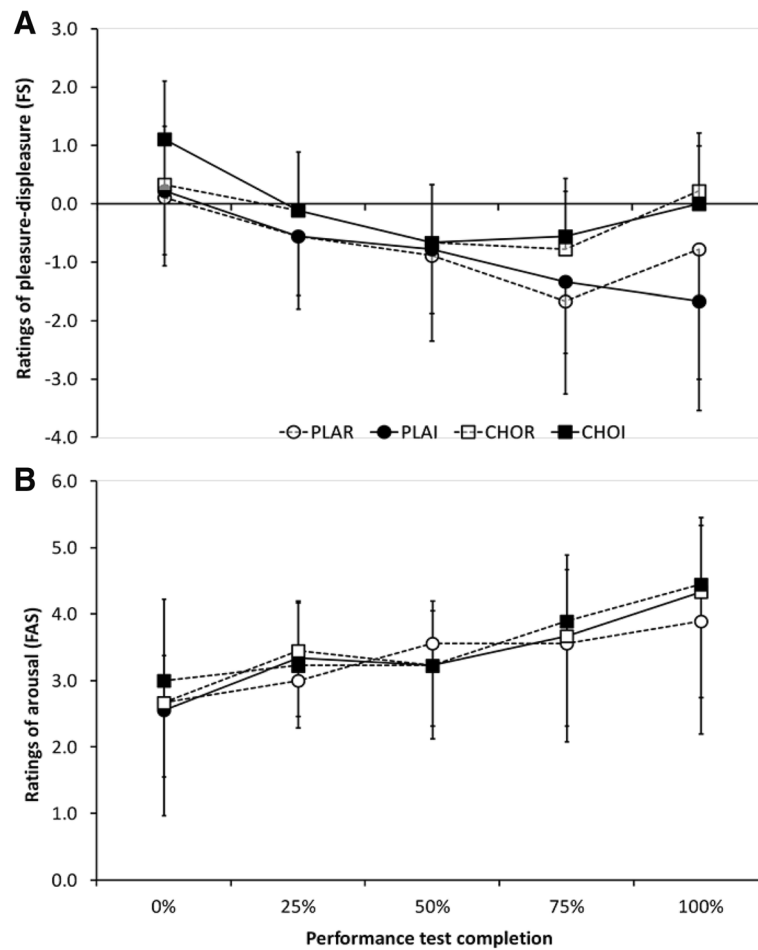 A
Ratings of pleasure-displeasure (FS)
3.0
2.0
1.0
0.0
-1.0
-2.0
-3.0
-4.0
PLAR PLAI CHOR CHOI
B
Ratings of arousal (FAS)
6.0
5.0
4.0
3.0
2.0
1.0
0.0
0% 25% 50% 75% 100%
Performance test completion